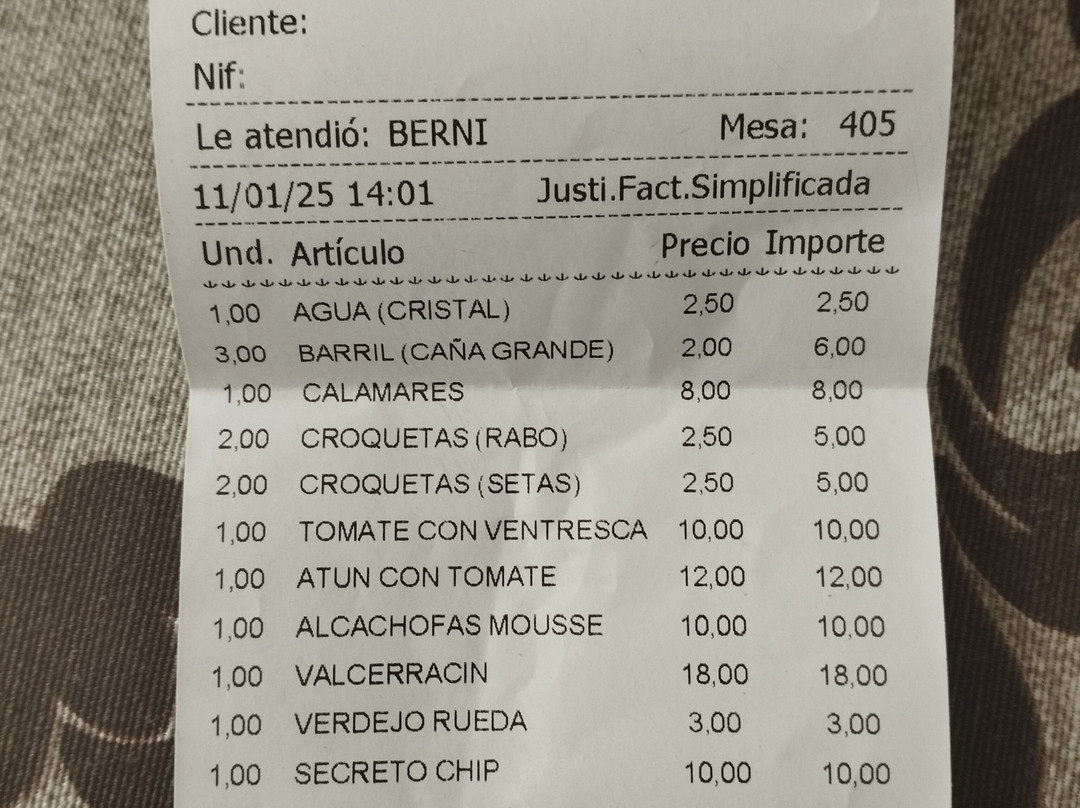 Cliente:
Nif:
Le atendió: BERNI Mesa: 405
11/01/25 14:01 Justi.Fact.Simplificada
Und. Artículo Precio Importe
1,00 AGUA (CRISTAL) 2,50 2,50
3,00 BARRIL (CAÑA GRANDE) 2,00 6,00
1,00 CALAMARES 8,00 8,00
2,00 CROQUETAS (RABO) 2,50 5,00
2,00 CROQUETAS (SETAS) 2,50 5,00
1,00 TOMATE CON VENTRESCA 10,00 10,00
1,00 ATUN CON TOMATE 12,00 12,00
1,00 ALCACHOFAS MOUSSE 10,00 10,00
1,00 VALCERRACIN 18,00 18,00
1,00 VERDEJO RUEDA 3,00 3,00
1,00 SECRETO CHIP 10,00 10,00